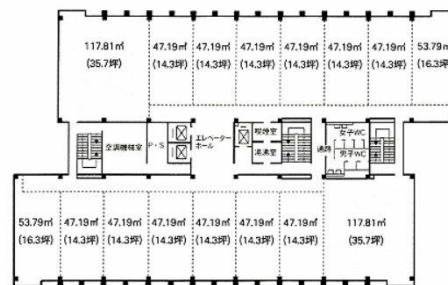 117.81㎡ 47.19㎡ 47.19㎡ 47.19㎡ 47.19㎡ 47.19㎡ 47.19㎡ 53.79㎡
(35.7坪) (14.3坪) (14.3坪) (14.3坪) (14.3坪) (14.3坪) (14.3坪) (16.3坪)
空調機械室
P・S
エレベーター
ホール
喫煙室
湯沸室
通路
女子WC
男子WC
53.79㎡ 47.19㎡ 47.19㎡ 47.19㎡ 47.19㎡ 47.19㎡ 47.19㎡ 117.81㎡
(16.3坪) (14.3坪) (14.3坪) (14.3坪) (14.3坪) (14.3坪) (14.3坪) (35.7坪)